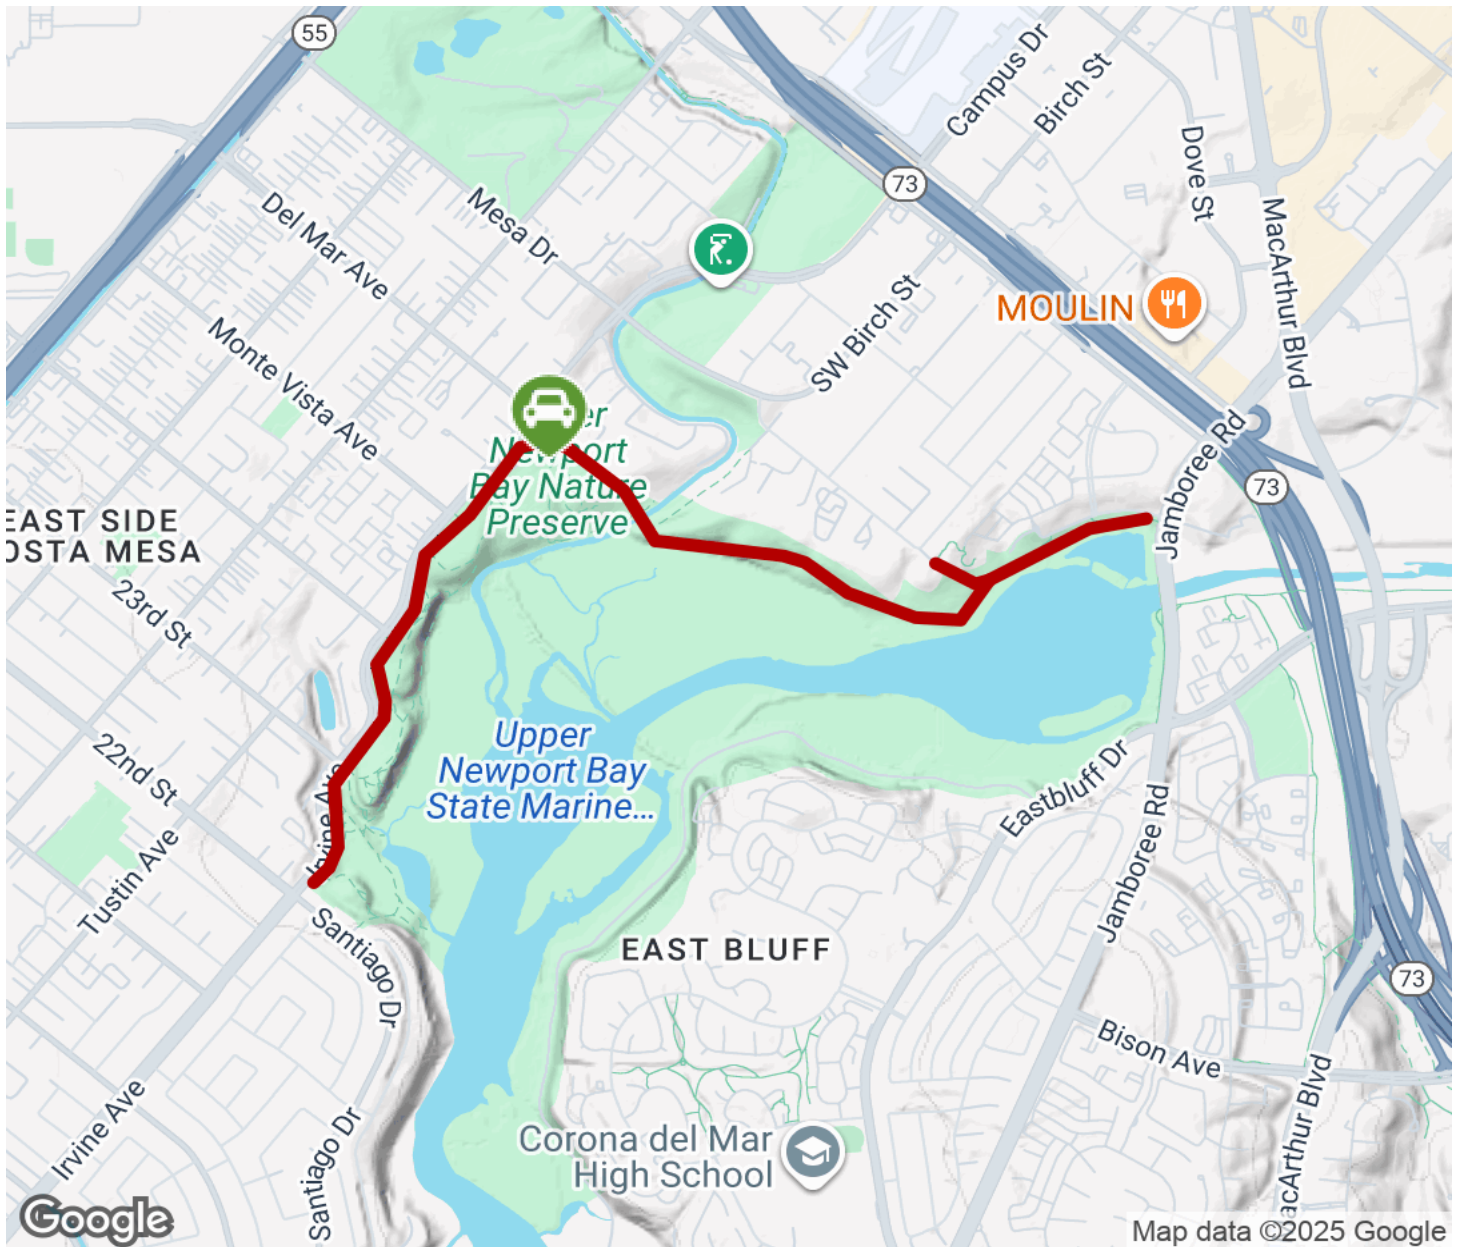 55
Campus Dr
Birch St
Dove St
73
Mesa Dr
Del Mar Ave
MacArthur Blvd
SW Birch St
MOULIN
Monte Vista Ave
er
Newport
Bay Nature
Preserve
Jamboree Rd
73
EAST SIDE
OSTA MESA
23rd St
Upper
Newport Bay
State Marine...
22nd St
Irvine Ave
Eastbluff Dr
Tustin Ave
Jamboree Rd
Santiago Dr
EAST BLUFF
73
Bison Ave
Irvine Ave
Santiago Dr
Corona del Mar
High School
acArthur Blvd
Google
Map data ©2025 Google